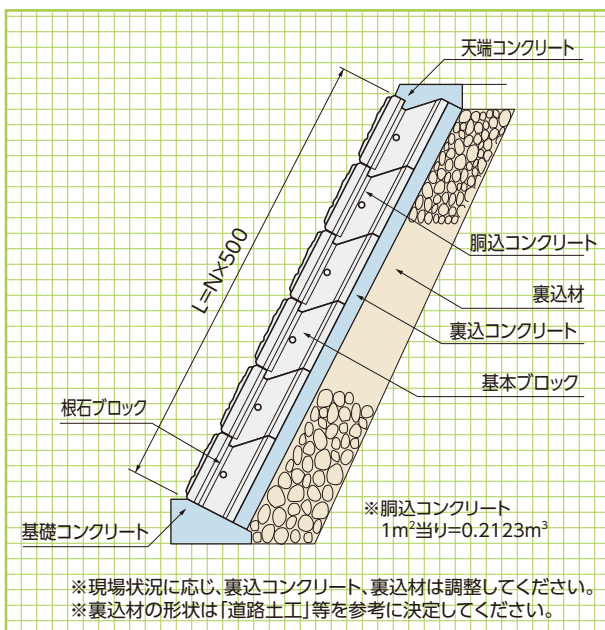 天端コンクリート
L=N×500
胴込コンクリート
裏込材
裏込コンクリート
基本ブロック
根石ブロック
基礎コンクリート
※胴込コンクリート
1m²当り=0.2123m³
※現場状況に応じ、裏込コンクリート、裏込材は調整してください。
※裏込材の形状は「道路土工」等を参考に決定してください。